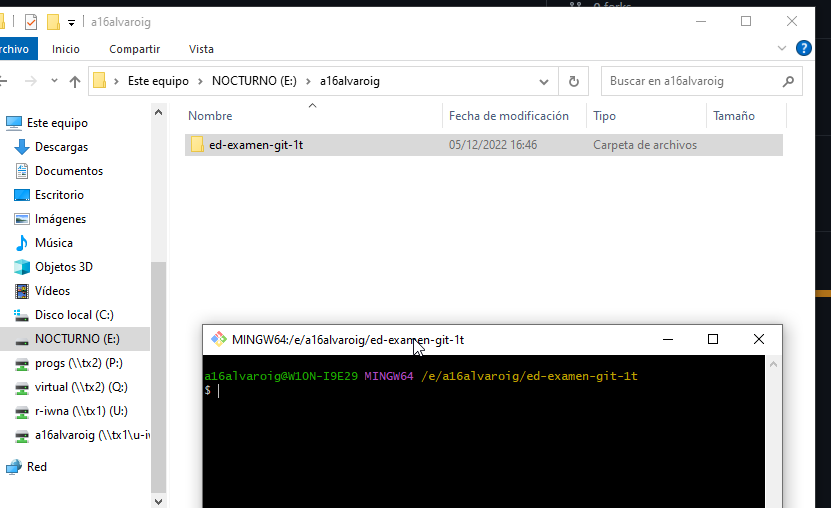 0 forks
a16alvaroig
rchivo Inicio Compartir Vista
Este equipo > NOCTURNO (E:) > a16alvaroig
Buscar en a16alvaroig
Nombre Fecha de modificación Tipo Tamaño
ed-examen-git-1t 05/12/2022 16:46 Carpeta de archivos
Este equipo
Descargas
Documentos
Escritorio
Imágenes
Música
Objetos 3D
Vídeos
Disco local (C:)
NOCTURNO (E:)
progs (\\tx2) (P:)
virtual (\\tx2) (Q:)
r-iwna (\\tx1) (U:)
a16alvaroig (\\tx1\u-iv
Red
MINGW64:/e/a16alvaroig/ed-examen-git-1t
a16alvaroig@W10N-I9E29 MINGW64 /e/a16alvaroig/ed-examen-git-1t
$